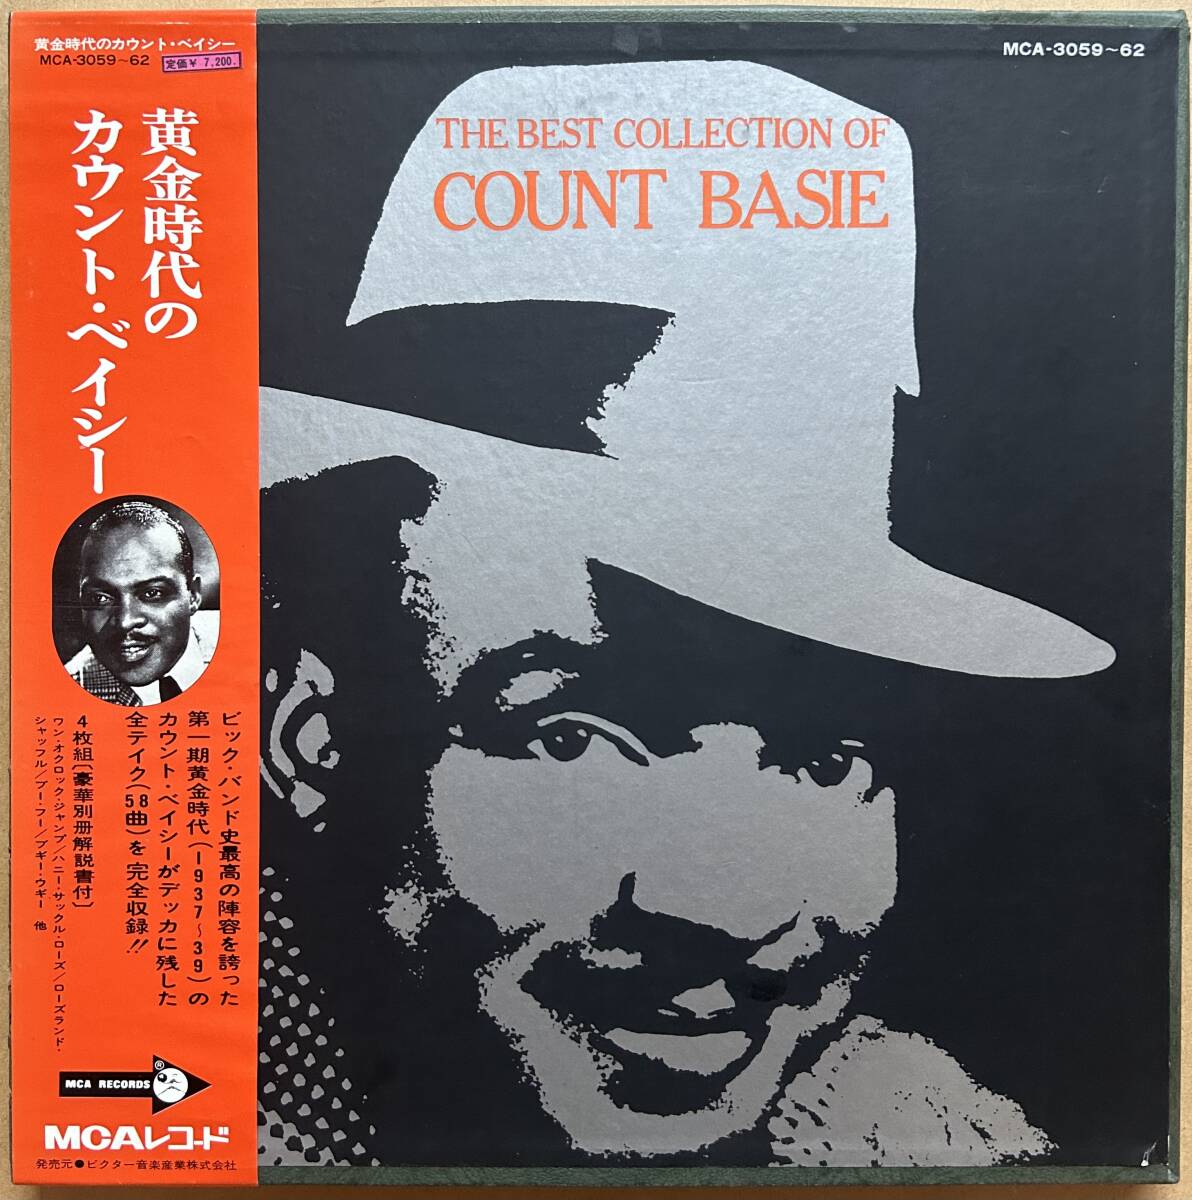 黄金時代のカウント・ベイシー
MCA-3059~62
定価¥ 7,200.
黄金時代の
カウント・ベイシー
ビック・バンド史最高の陣容を誇った
第一期黄金時代(1937~39)の
カウント・ベイシーがデッカに残した
全テイク(58曲)を完全収録!!
4枚組〔豪華別冊解説書付〕
ワン・オクロック・ジャンプ/ハニー・サックル・ローズ/ローズランド・
シャッフル/ブー・フー/ブギー・ウギー 他
MCA RECORDS
®
MCAレコード
発売元●ビクター音楽産業株式会社
MCA-3059~62
THE BEST COLLECTION OF
COUNT BASIE